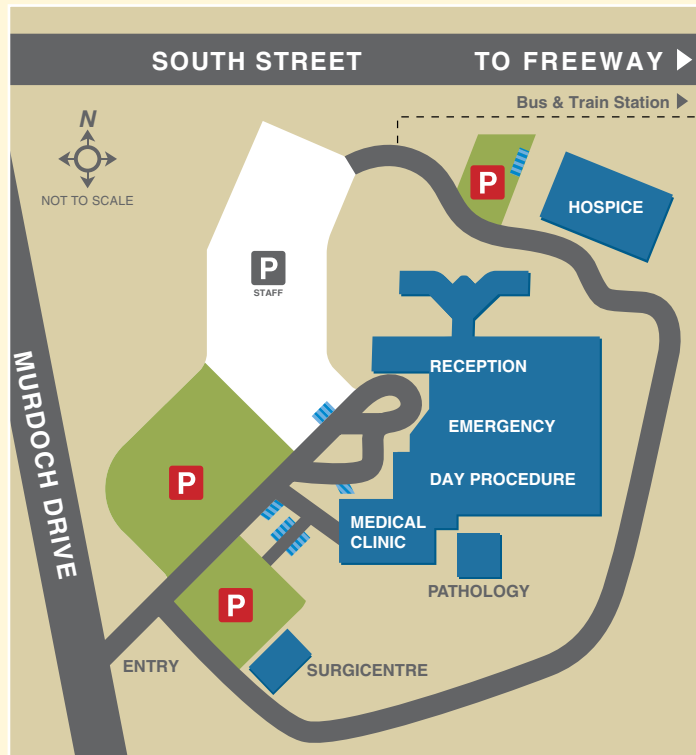 SOUTH STREET
TO FREEWAY
Bus & Train Station
N
NOT TO SCALE
P
HOSPICE
P
STAFF
RECEPTION
MURDOCH DRIVE
EMERGENCY
DAY PROCEDURE
P
MEDICAL
CLINIC
PATHOLOGY
P
ENTRY
SURGICENTRE